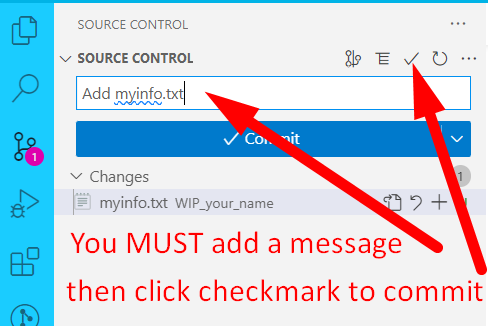 SOURCE CONTROL
SOURCE CONTROL
Add myinfo.txt
Commit
Changes 1
myinfo.txt WIP_your_name
1
You MUST add a message
then click checkmark to commit